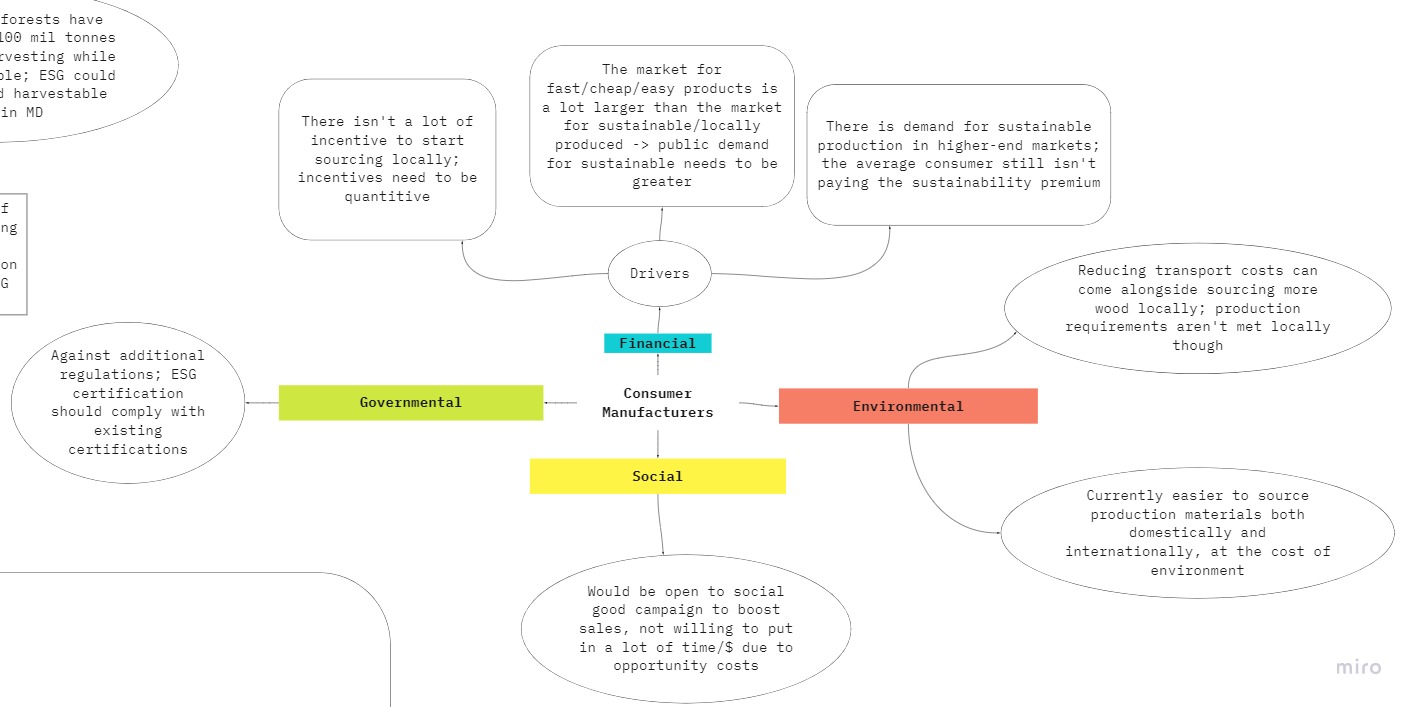 forests have
100 mil tonnes
rvesting while
ble; ESG could
d harvestable
in MD
The market for
fast/cheap/easy products is
a lot larger than the market
for sustainable/locally
produced -> public demand
for sustainable needs to be
greater
There isn't a lot of
incentive to start
sourcing locally;
incentives need to be
quantitive
There is demand for sustainable
production in higher-end markets;
the average consumer still isn't
paying the sustainability premium
f
ng
on
G
Drivers
Reducing transport costs can
come alongside sourcing more
wood locally; production
requirements aren't met locally
though
Financial
Against additional
regulations; ESG
certification
should comply with
existing
certifications
Governmental
Consumer
Manufacturers
Environmental
Social
Currently easier to source
production materials both
domestically and
internationally, at the cost of
environment
Would be open to social
good campaign to boost
sales, not willing to put
in a lot of time/$ due to
opportunity costs
miro